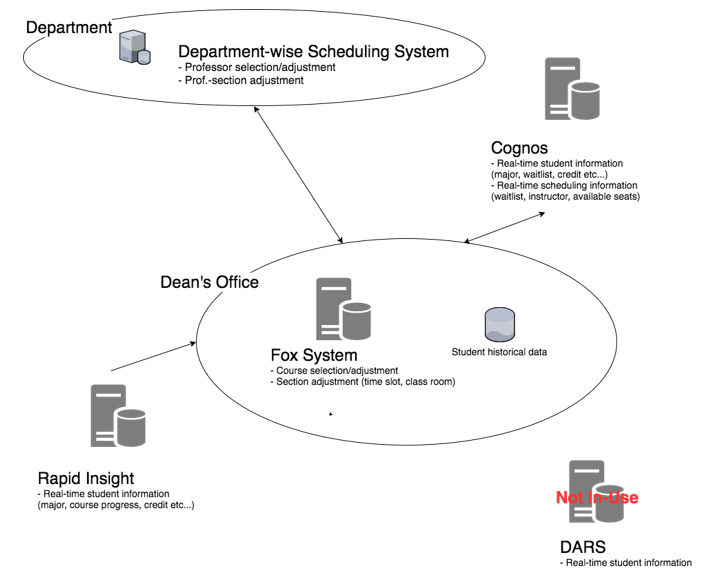 Department
Department-wise Scheduling System
- Professor selection/adjustment
- Prof.-section adjustment
Cognos
- Real-time student information
(major, waitlist, credit etc...)
- Real-time scheduling information
(waitlist, instructor, available seats)
Dean's Office
Fox System
- Course selection/adjustment
- Section adjustment (time slot, class room)
Student historical data
Rapid Insight
- Real-time student information
(major, course progress, credit etc...)
Not In-Use
DARS
- Real-time student information